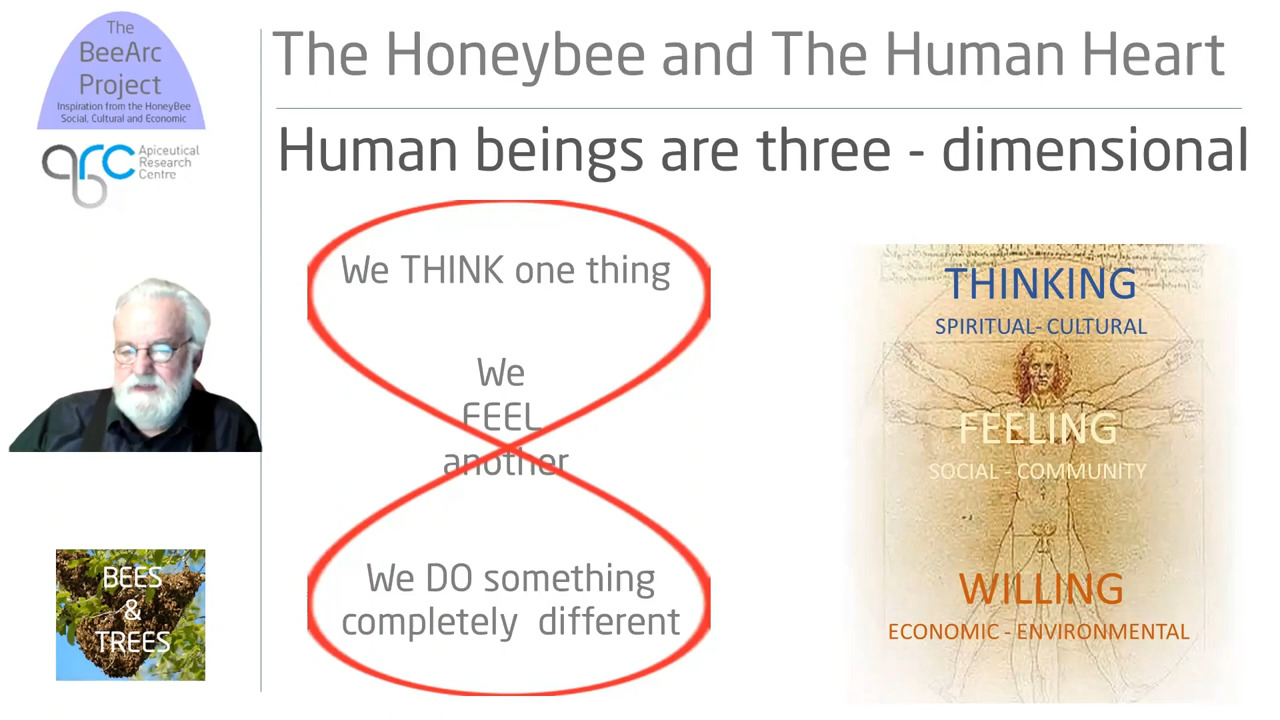 The
BeeArc
Project
Inspiration from the HoneyBee
Social, Cultural and Economic
arc
Apiceutical
Research
Centre
BEES
&
TREES
The Honeybee and The Human Heart
Human beings are three - dimensional
We THINK one thing
We
FEEL
another
We DO something
completely different
THINKING
SPIRITUAL- CULTURAL
FEELING
SOCIAL - COMMUNITY
WILLING
ECONOMIC - ENVIRONMENTAL